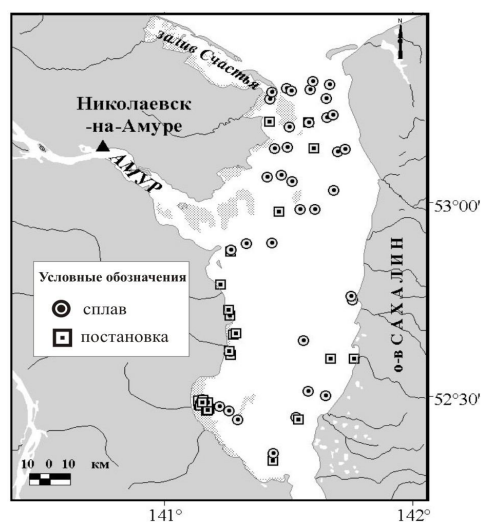 N
залив Счастья
Николаевск
-на-Амуре
АМУР
53°00'
о-в САХАЛИН
Условные обозначения
сплав
постановка
52°30'
10 0 10 км
141° 142°